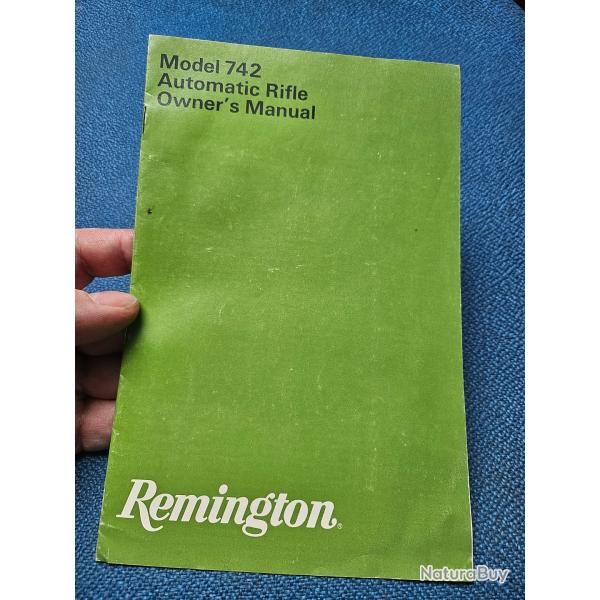 Model 742
Automatic Rifle
Owner's Manual
Remington®
NaturaBuy